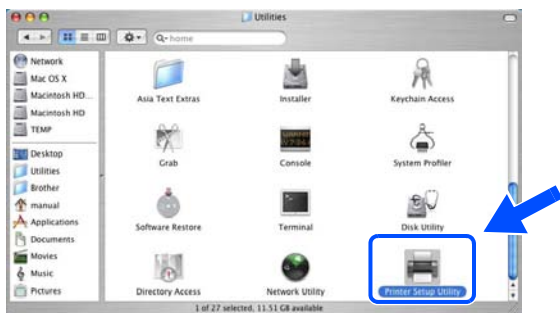 Utilities
Q- home
Network
Mac OS X
Macintosh HD...
Macintosh HD
TEMP
Desktop
Utilities
Brother
manual
Applications
Documents
Movies
Music
Pictures
Asia Text Extras
Installer
Keychain Access
Grab
Console
System Profiler
Software Restore
Terminal
Disk Utility
Directory Access
Network Utility
Printer Setup Utility
1 of 27 selected, 11.51 GB available